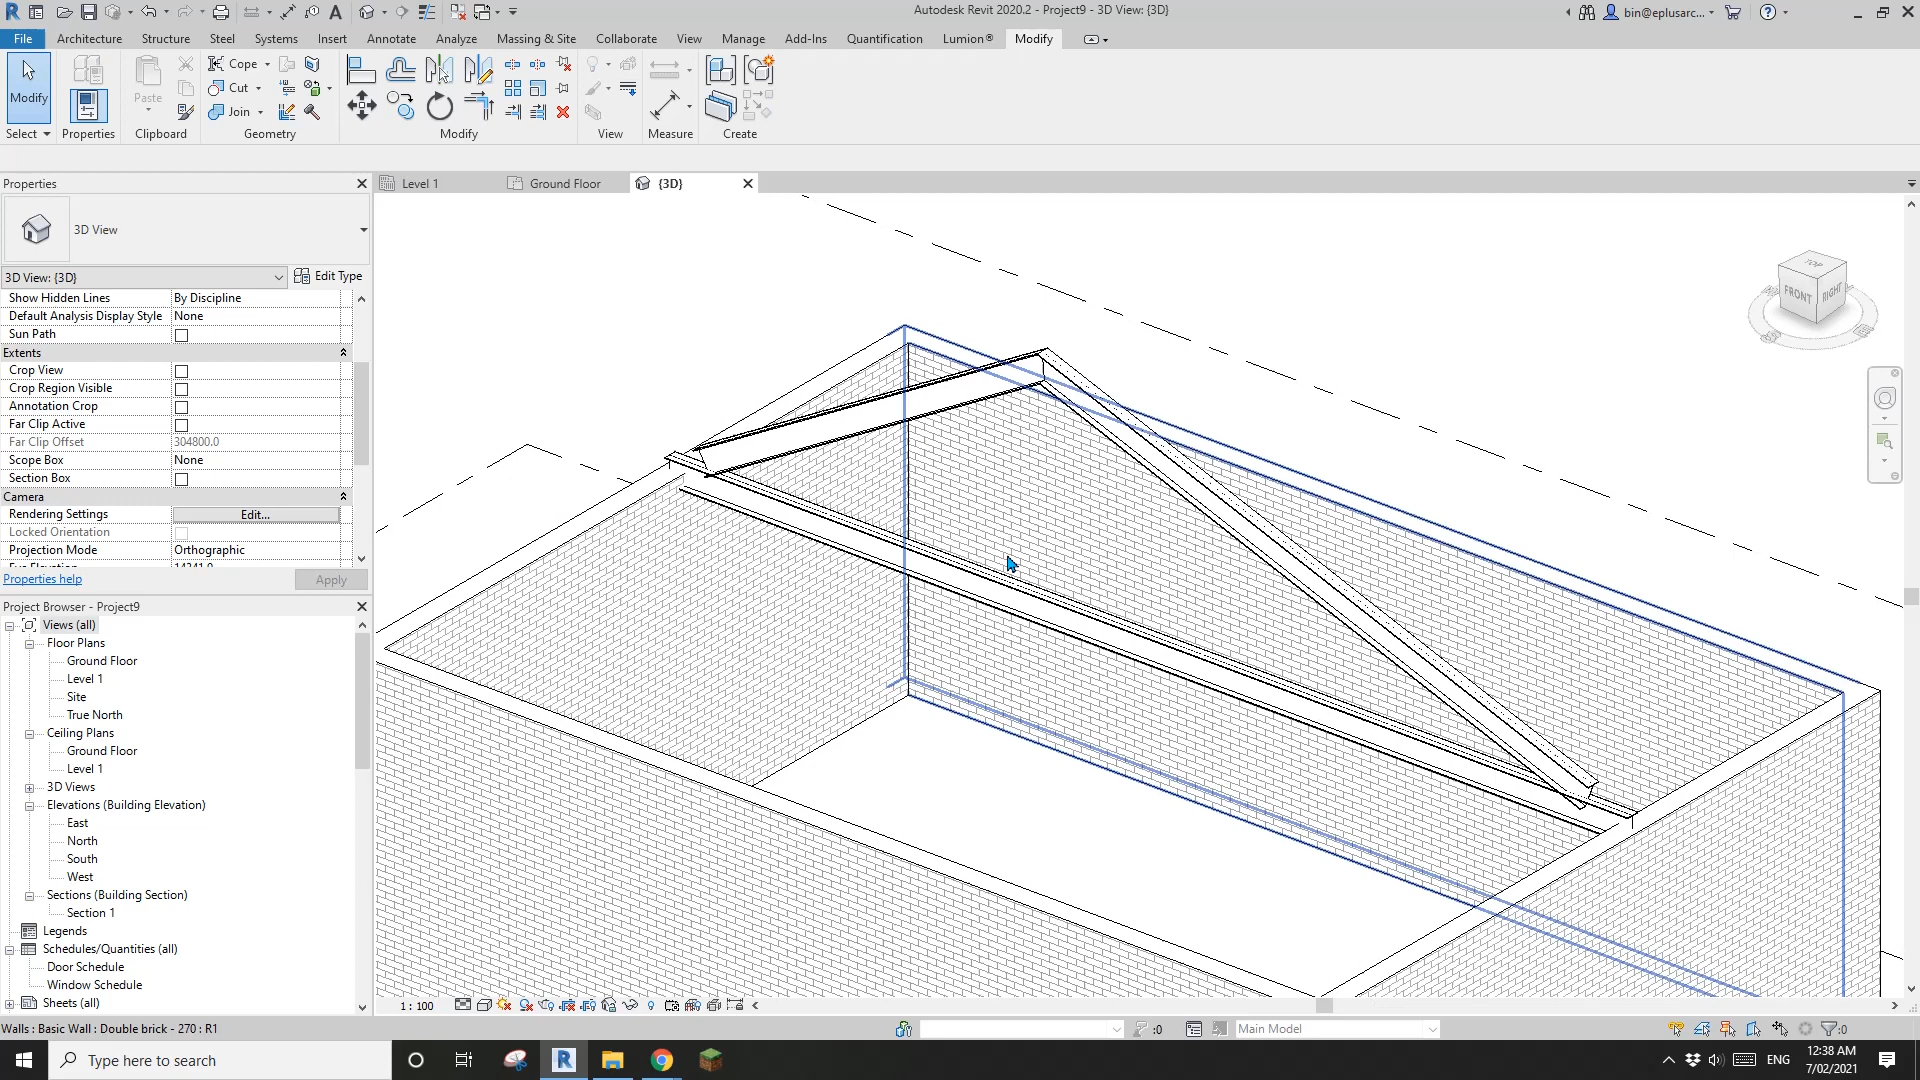 Autodesk Revit 2020.2 - Project9 - 3D View: {3D}
bin@eplusarc...
File Architecture Structure Steel Systems Insert Annotate Analyze Massing & Site Collaborate View Manage Add-Ins Quantification Lumion® Modify
Modify
Paste
Cope
Cut
Join
Select Properties Clipboard Geometry Modify View Measure Create
Properties
Level 1
Ground Floor
{3D}
3D View
3D View: {3D}
Edit Type
Show Hidden Lines By Discipline
Default Analysis Display Style None
Sun Path
Extents
Crop View
Crop Region Visible
Annotation Crop
Far Clip Active
Far Clip Offset 304800.0
Scope Box None
Section Box
Camera
Rendering Settings Edit...
Locked Orientation
Projection Mode Orthographic
Properties help
Apply
TOP
FRONT
RIGHT
Project Browser - Project9
Views (all)
Floor Plans
Ground Floor
Level 1
Site
True North
Ceiling Plans
Ground Floor
Level 1
3D Views
Elevations (Building Elevation)
East
North
South
West
Sections (Building Section)
Section 1
Legends
Schedules/Quantities (all)
Door Schedule
Window Schedule
Sheets (all)
1 : 100
Walls : Basic Wall : Double brick - 270 : R1
:0
Main Model
:0
Type here to search
ENG
12:38 AM
7/02/2021